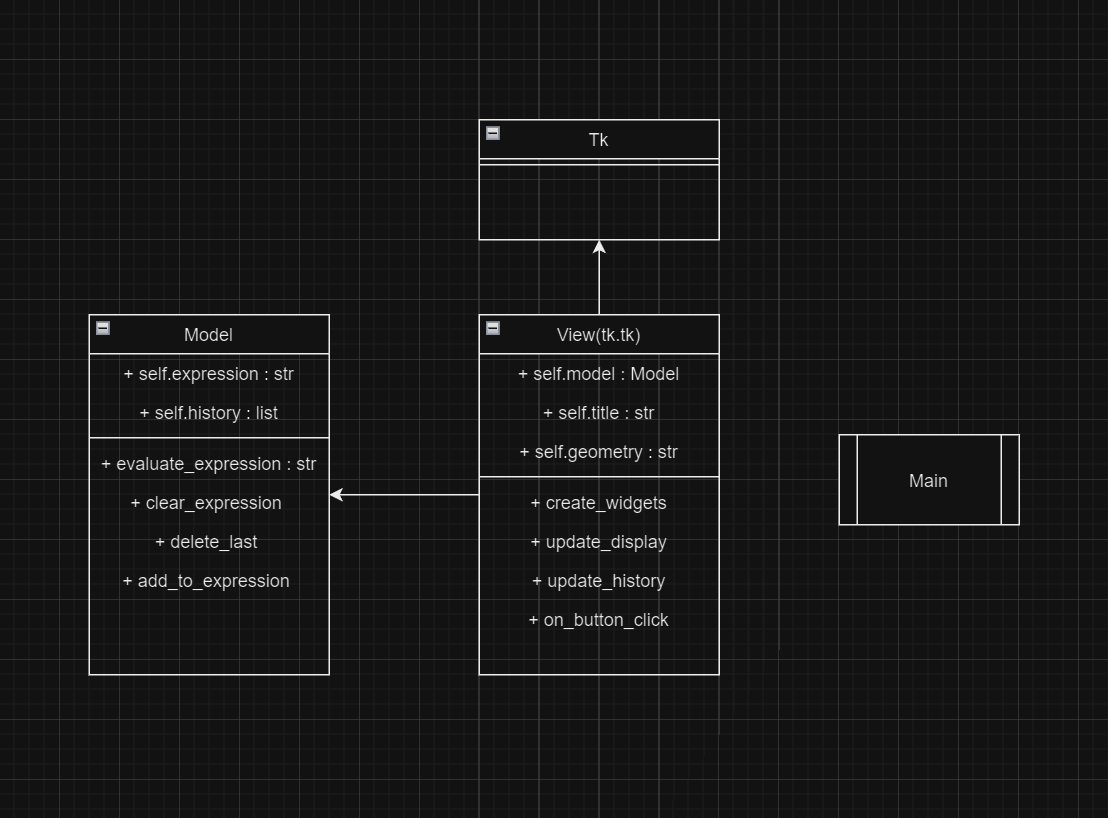 Tk
Model
+ self.expression : str
+ self.history : list
+ evaluate_expression : str
+ clear_expression
+ delete_last
+ add_to_expression
View(tk.tk)
+ self.model : Model
+ self.title : str
+ self.geometry : str
+ create_widgets
+ update_display
+ update_history
+ on_button_click
Main